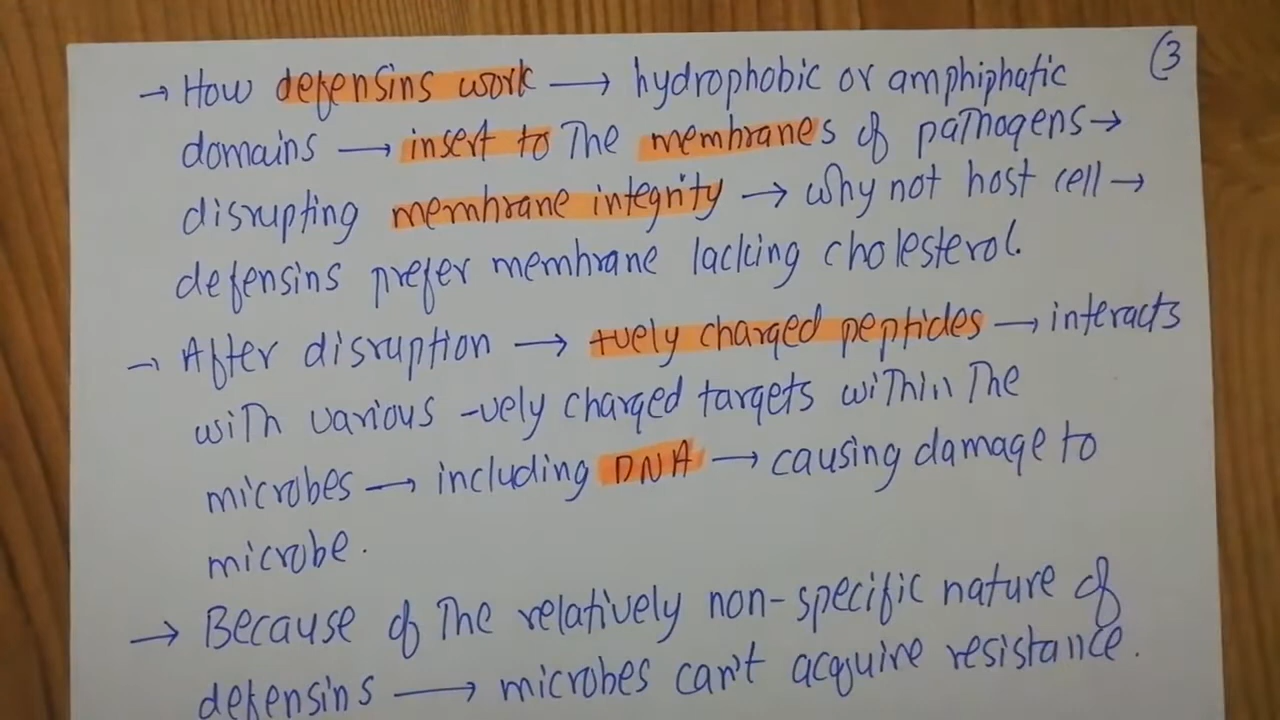 (3
→ How defensins work → hydrophobic or amphiphatic
domains → insert to The membranes of pathogens →
disrupting membrane integrity → why not host cell →
defensins prefer membrane lacking cholesterol.
→ After disruption → +vely charged peptides → interacts
with various -vely charged targets within The
microbes → including DNA → causing damage to
microbe.
→ Because of The relatively non-specific nature of
defensins → microbes can't acquire resistance.